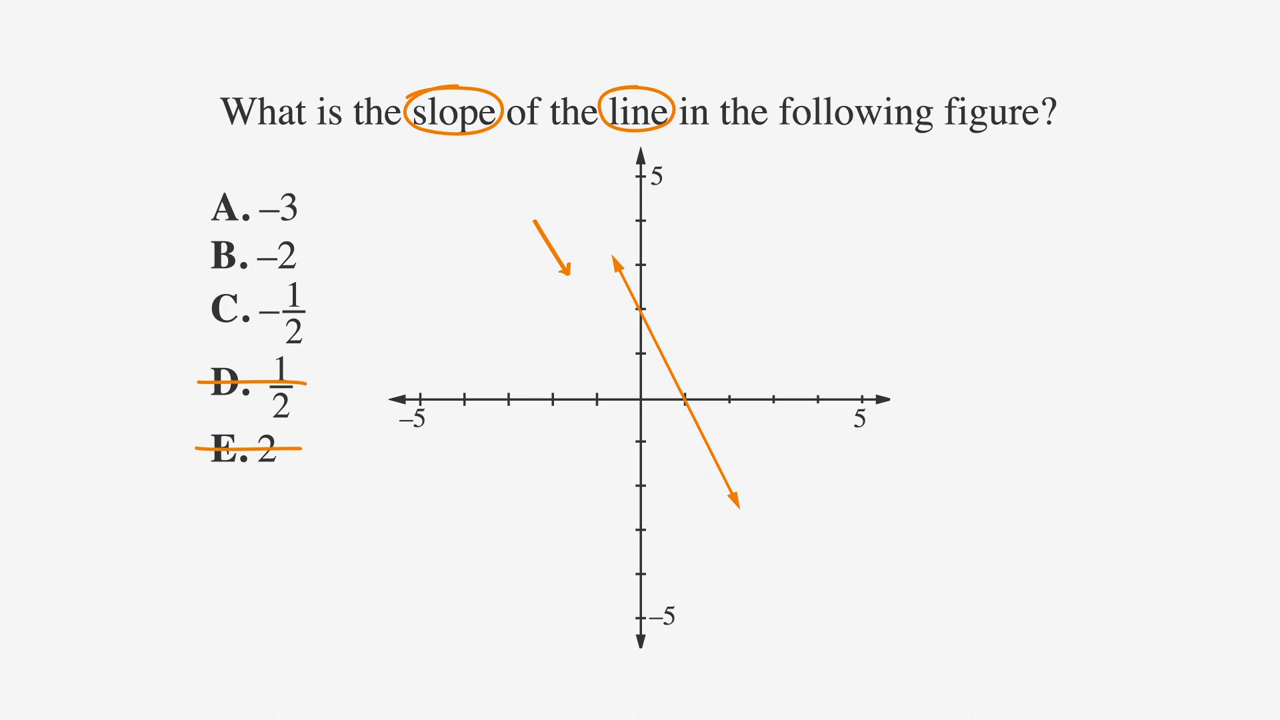 What is the slope of the line in the following figure?
A. –3
B. –2
C. –1/2
D. 1/2
E. 2
5
–5
5
–5